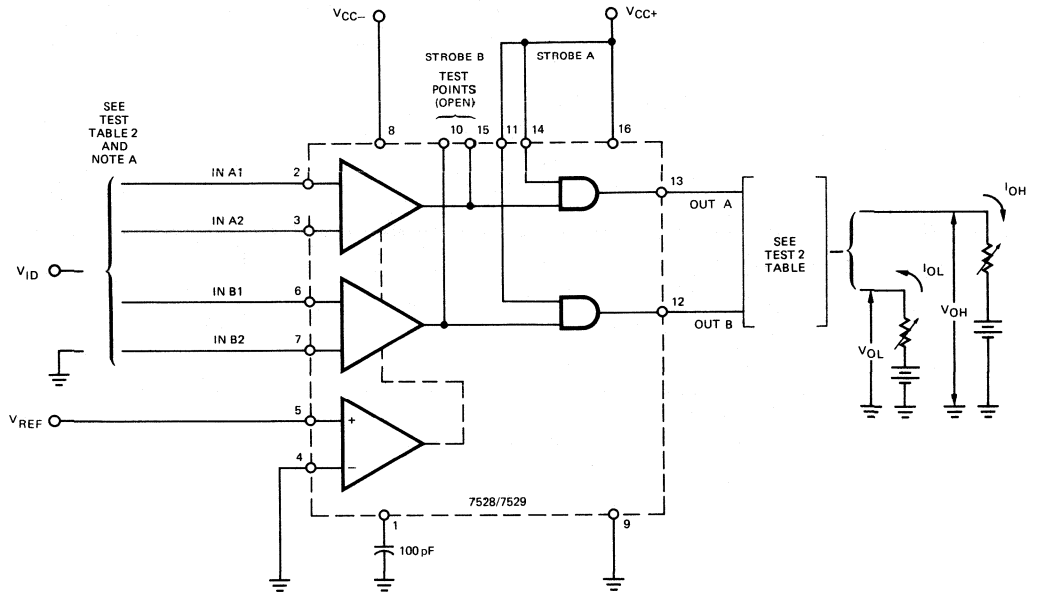 VCC–
VCC+
STROBE B
STROBE A
TEST
POINTS
(OPEN)
SEE
TEST
TABLE 2
AND
NOTE A
8
10
15
11
14
16
IN A1
2
13
OUT A
IN A2
3
IOH
VID
SEE
TEST 2
TABLE
IOL
IN B1
6
12
OUT B
VOH
IN B2
7
VOL
VREF
5
+
4
–
7528/7529
1
9
100 pF